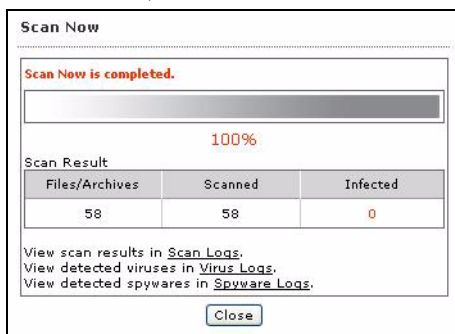 Scan Now
Scan Now is completed.
100%
Scan Result
Files/Archives Scanned Infected
58 58 0
View scan results in Scan Logs.
View detected viruses in Virus Logs.
View detected spywares in Spyware Logs.
Close